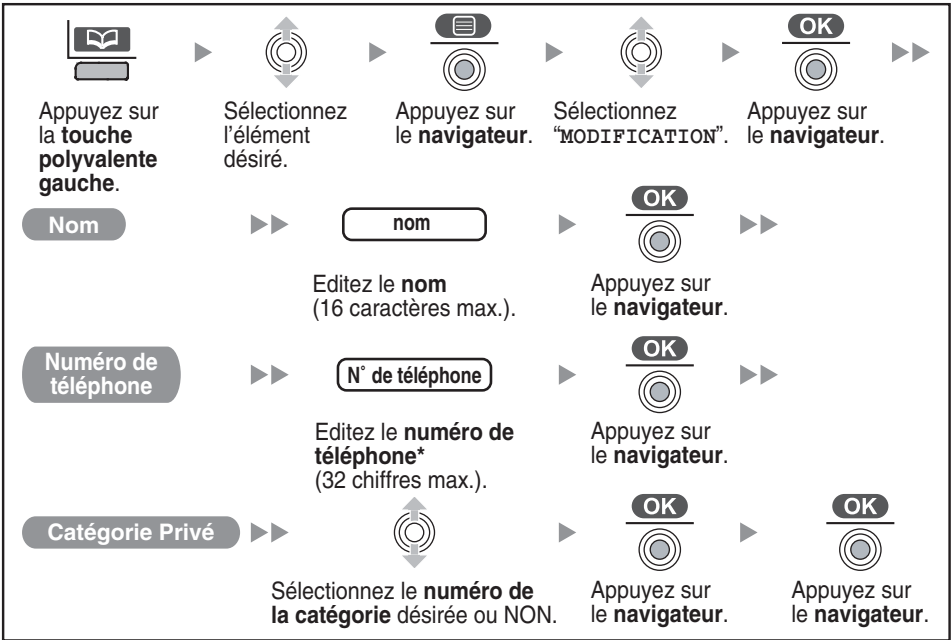 OK
Appuyez sur
la touche
polyvalente
gauche.
Sélectionnez
l'élément
désiré.
Appuyez sur
le navigateur.
Sélectionnez
“MODIFICATION”.
Appuyez sur
le navigateur.
Nom
nom
OK
Editez le nom
(16 caractères max.).
Appuyez sur
le navigateur.
Numéro de
téléphone
N° de téléphone
OK
Editez le numéro de
téléphone*
(32 chiffres max.).
Appuyez sur
le navigateur.
Catégorie Privé
OK
OK
Sélectionnez le numéro de
la catégorie désirée ou NON.
Appuyez sur
le navigateur.
Appuyez sur
le navigateur.